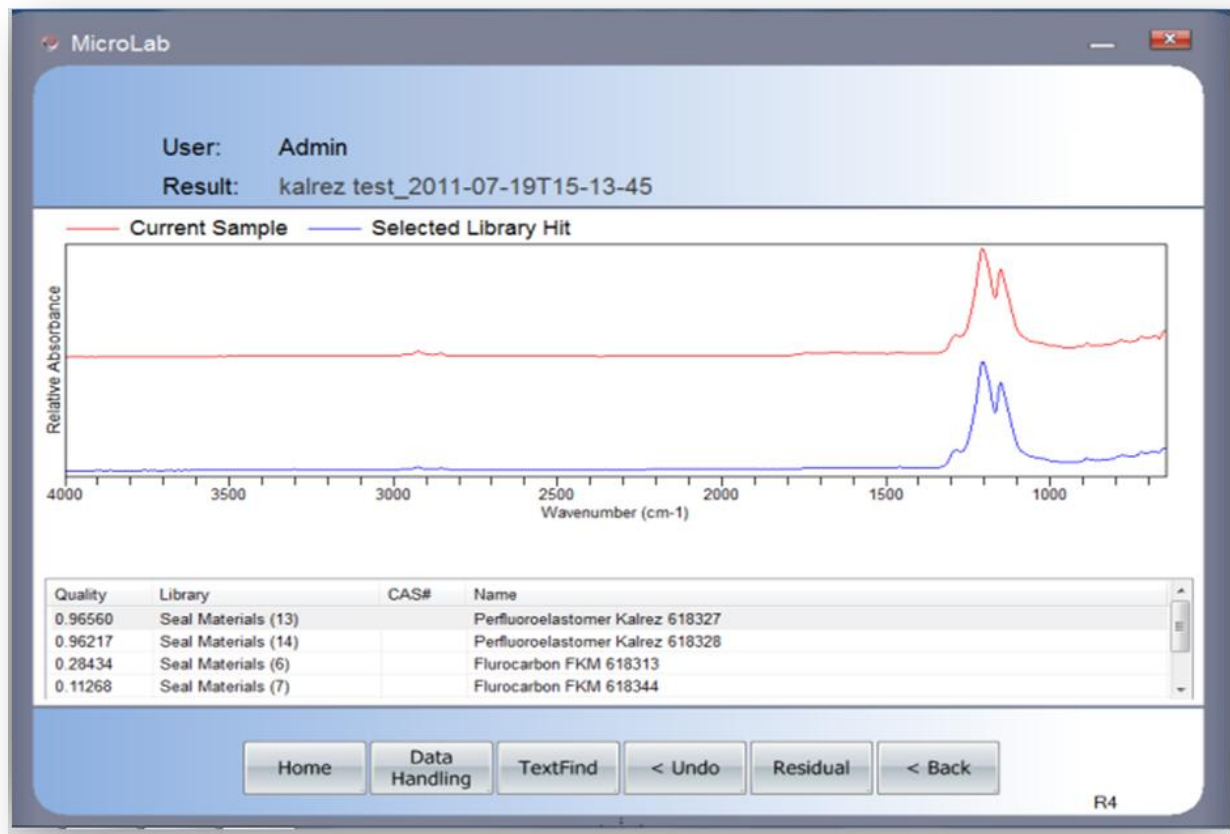 MicroLab
User: Admin
Result: kalrez test_2011-07-19T15-13-45
Current Sample Selected Library Hit
Relative Absorbance
4000 3500 3000 2500 2000 1500 1000
Wavenumber (cm-1)
Quality Library CAS# Name
0.96560 Seal Materials (13) Perfluoroelastomer Kalrez 618327
0.96217 Seal Materials (14) Perfluoroelastomer Kalrez 618328
0.28434 Seal Materials (6) Flurocarbon FKM 618313
0.11268 Seal Materials (7) Flurocarbon FKM 618344
Home Data Handling TextFind < Undo Residual < Back
R4